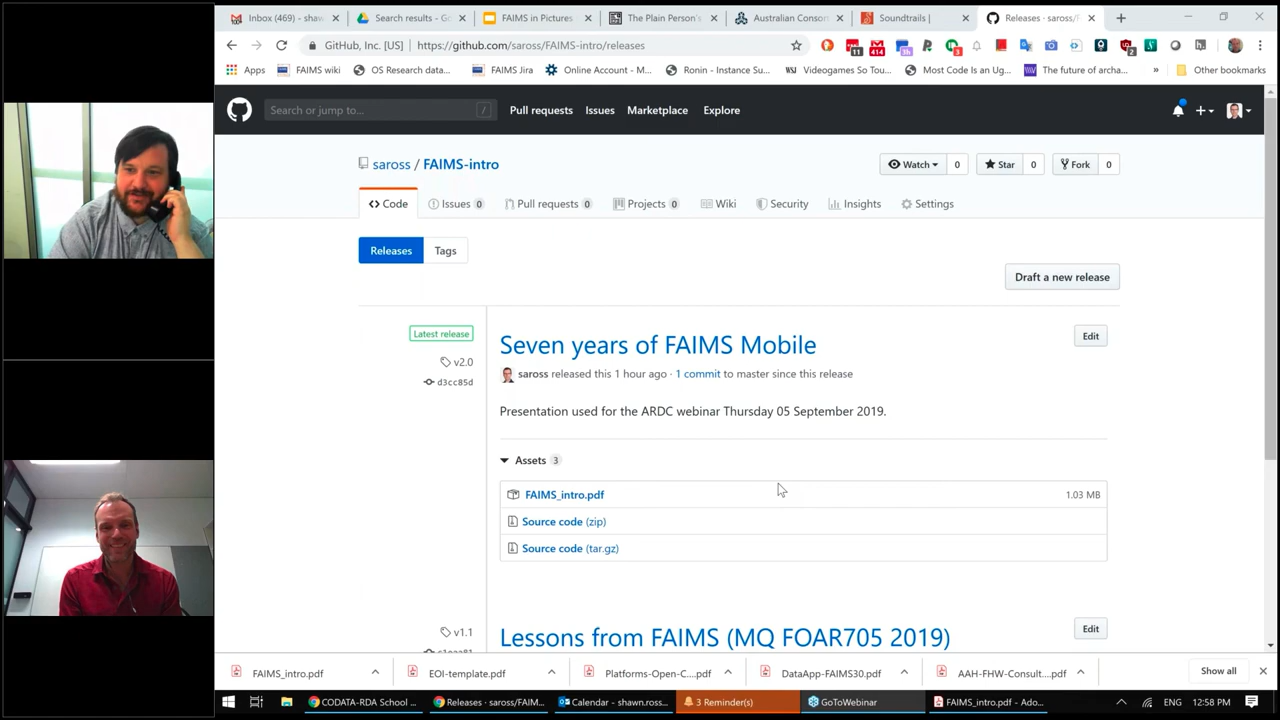 Inbox (469) - shaw
Search results - Go
FAIMS in Pictures
The Plain Person's
Australian Consor
Soundtrails |
Releases · saross/F
GitHub, Inc. [US] | https://github.com/saross/FAIMS-intro/releases
11
414
1h
3
2
Apps
FAIMS wiki
OS Research data...
FAIMS Jira
Online Account - M...
Ronin - Instance Su...
WSJ Videogames So Tou...
Most Code Is an Ug...
The future of archa...
»
Other bookmarks
Search or jump to...
/
Pull requests
Issues
Marketplace
Explore
saross / FAIMS-intro
Watch
0
Star
0
Fork
0
<> Code
Issues 0
Pull requests 0
Projects 0
Wiki
Security
Insights
Settings
Releases
Tags
Draft a new release
Latest release
v2.0
d3cc85d
Seven years of FAIMS Mobile
Edit
saross released this 1 hour ago · 1 commit to master since this release
Presentation used for the ARDC webinar Thursday 05 September 2019.
Assets 3
FAIMS_intro.pdf
1.03 MB
Source code (zip)
Source code (tar.gz)
v1.1
Lessons from FAIMS (MQ FOAR705 2019)
Edit
FAIMS_intro.pdf
EOI-template.pdf
Platforms-Open-C....pdf
DataApp-FAIMS30.pdf
AAH-FHW-Consult....pdf
Show all
CODATA-RDA School ...
Releases · saross/FAIM...
Calendar - shawn.ross...
3 Reminder(s)
GoToWebinar
FAIMS_intro.pdf - Ado...
ENG
12:58 PM